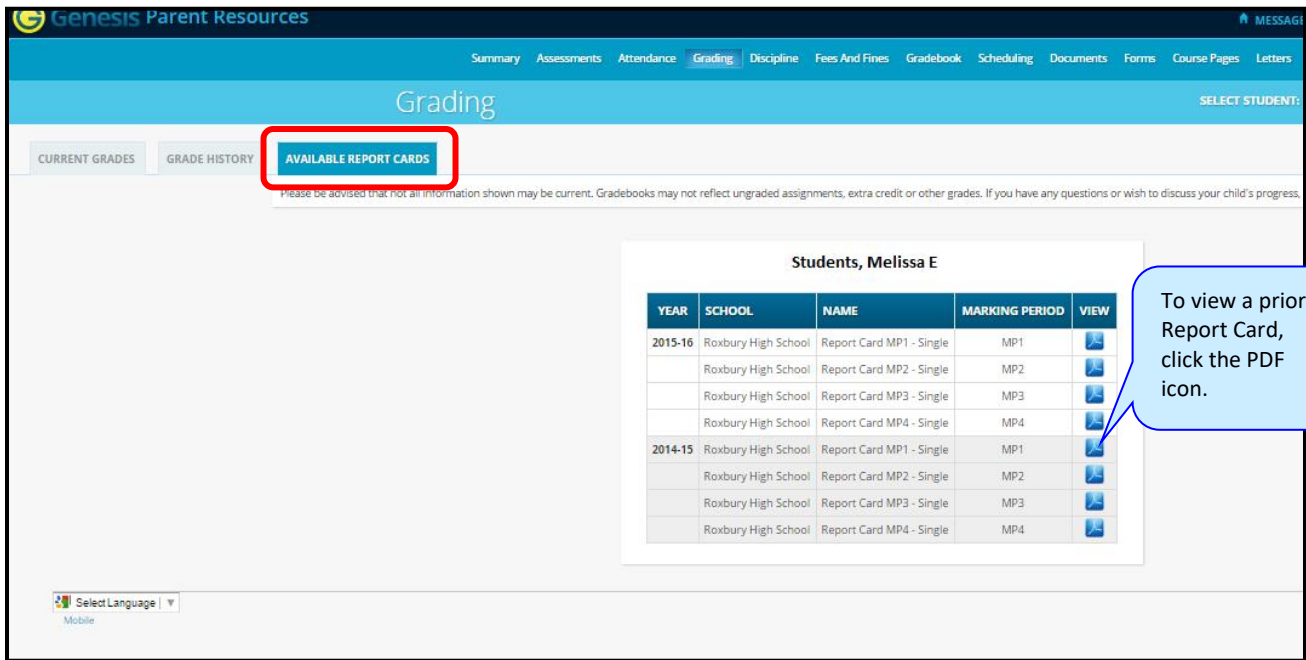 Genesis Parent Resources
MESSAGE
Summary Assessments Attendance Grading Discipline Fees And Fines Gradebook Scheduling Documents Forms Course Pages Letters
Grading
SELECT STUDENT:
CURRENT GRADES GRADE HISTORY AVAILABLE REPORT CARDS
Please be advised that not all information shown may be current. Gradebooks may not reflect ungraded assignments, extra credit or other grades. If you have any questions or wish to discuss your child's progress,
Students, Melissa E
YEAR SCHOOL NAME MARKING PERIOD VIEW
2015-16 Roxbury High School Report Card MP1 - Single MP1
Roxbury High School Report Card MP2 - Single MP2
Roxbury High School Report Card MP3 - Single MP3
Roxbury High School Report Card MP4 - Single MP4
2014-15 Roxbury High School Report Card MP1 - Single MP1
Roxbury High School Report Card MP2 - Single MP2
Roxbury High School Report Card MP3 - Single MP3
Roxbury High School Report Card MP4 - Single MP4
To view a prior
Report Card,
click the PDF
icon.
Select Language
Mobile